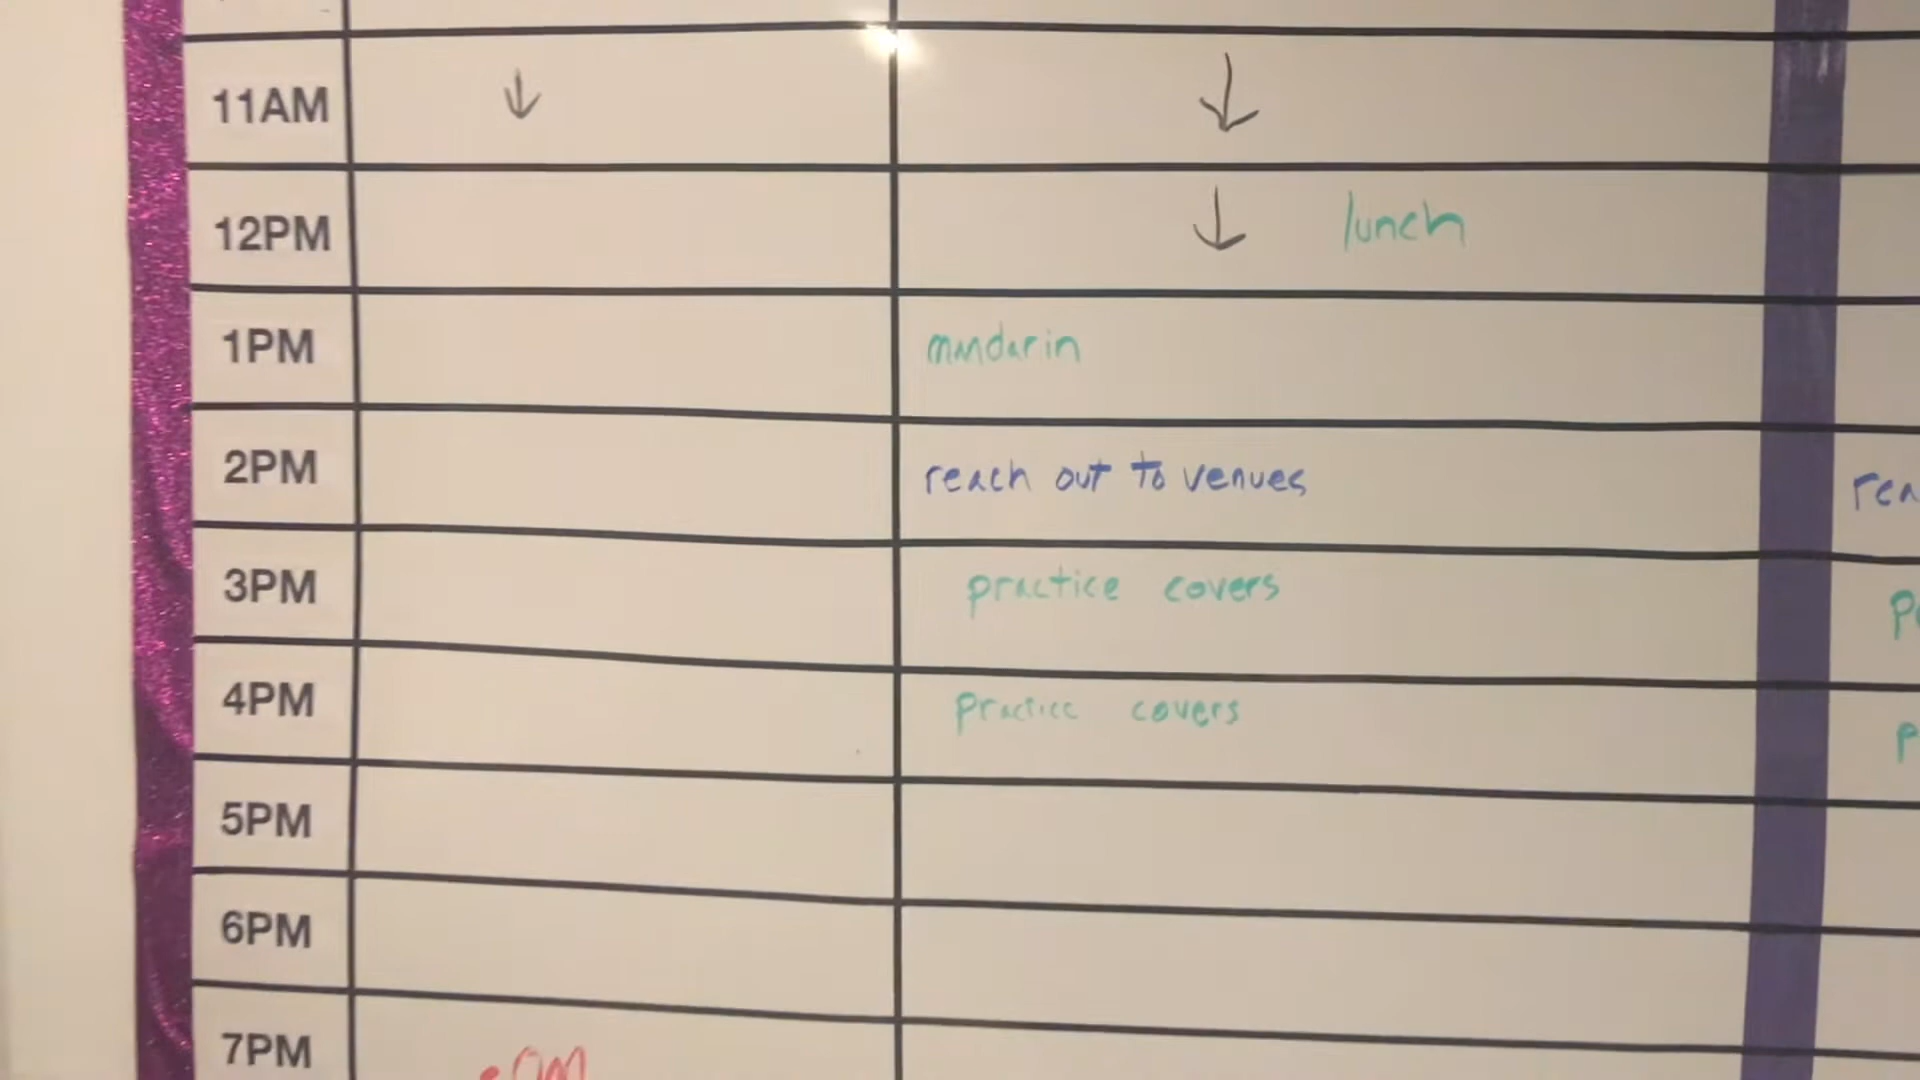 11AM
12PM lunch
1PM mandarin
2PM reach out to venues
3PM practice covers
4PM practice covers
5PM
6PM
7PM